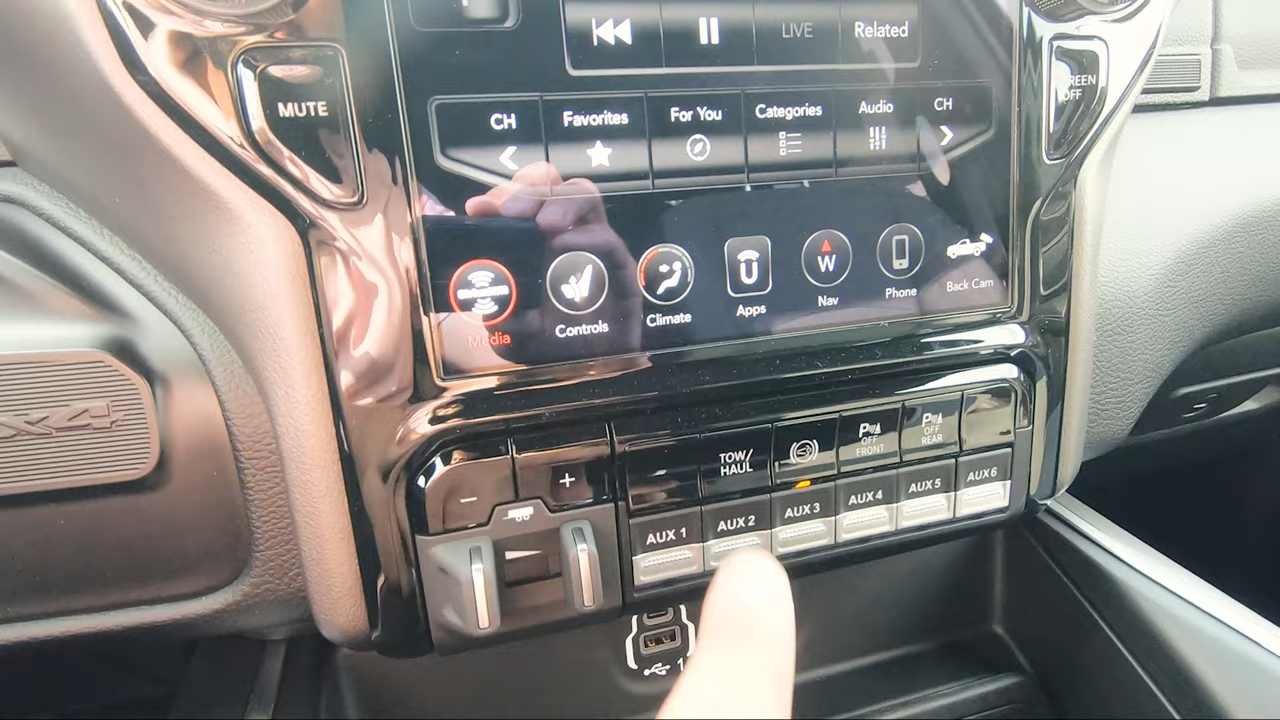 LIVE
Related
MUTE
SCREEN
OFF
CH
Favorites
For You
Categories
Audio
CH
Media
Controls
Climate
Apps
W
Nav
Phone
Back Cam
4X4
−
+
TOW/
HAUL
P
OFF
FRONT
P
OFF
REAR
AUX 1
AUX 2
AUX 3
AUX 4
AUX 5
AUX 6
1